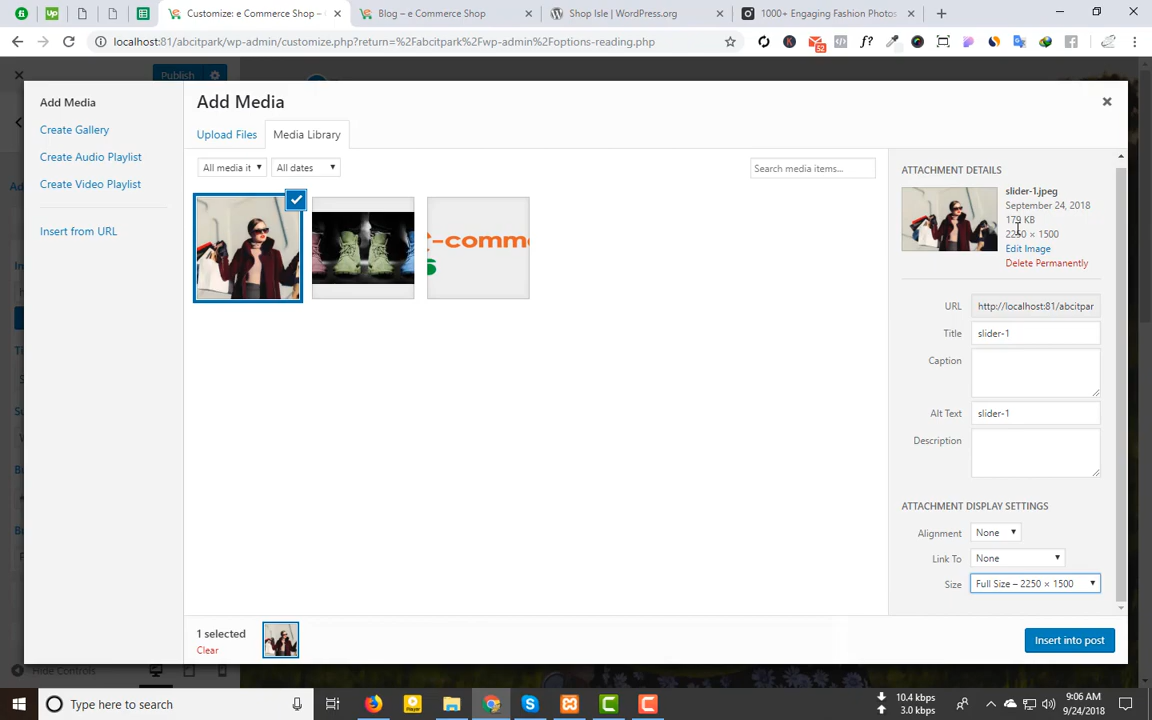 Customize: e Commerce Shop –
Blog – e Commerce Shop
Shop Isle | WordPress.org
1000+ Engaging Fashion Photos
localhost:81/abcitpark/wp-admin/customize.php?return=%2Fabcitpark%2Fwp-admin%2Foptions-reading.php
52
Publish
Add Media
Create Gallery
Create Audio Playlist
Create Video Playlist
Insert from URL
Add Media
Upload Files
Media Library
All media it
All dates
Search media items...
-comm
ATTACHMENT DETAILS
slider-1.jpeg
September 24, 2018
179 KB
2250 × 1500
Edit Image
Delete Permanently
URL
http://localhost:81/abcitpar
Title
slider-1
Caption
Alt Text
slider-1
Description
ATTACHMENT DISPLAY SETTINGS
Alignment
None
Link To
None
Size
Full Size – 2250 × 1500
1 selected
Clear
Insert into post
Hide Controls
Type here to search
10.4 kbps
3.0 kbps
9:06 AM
9/24/2018